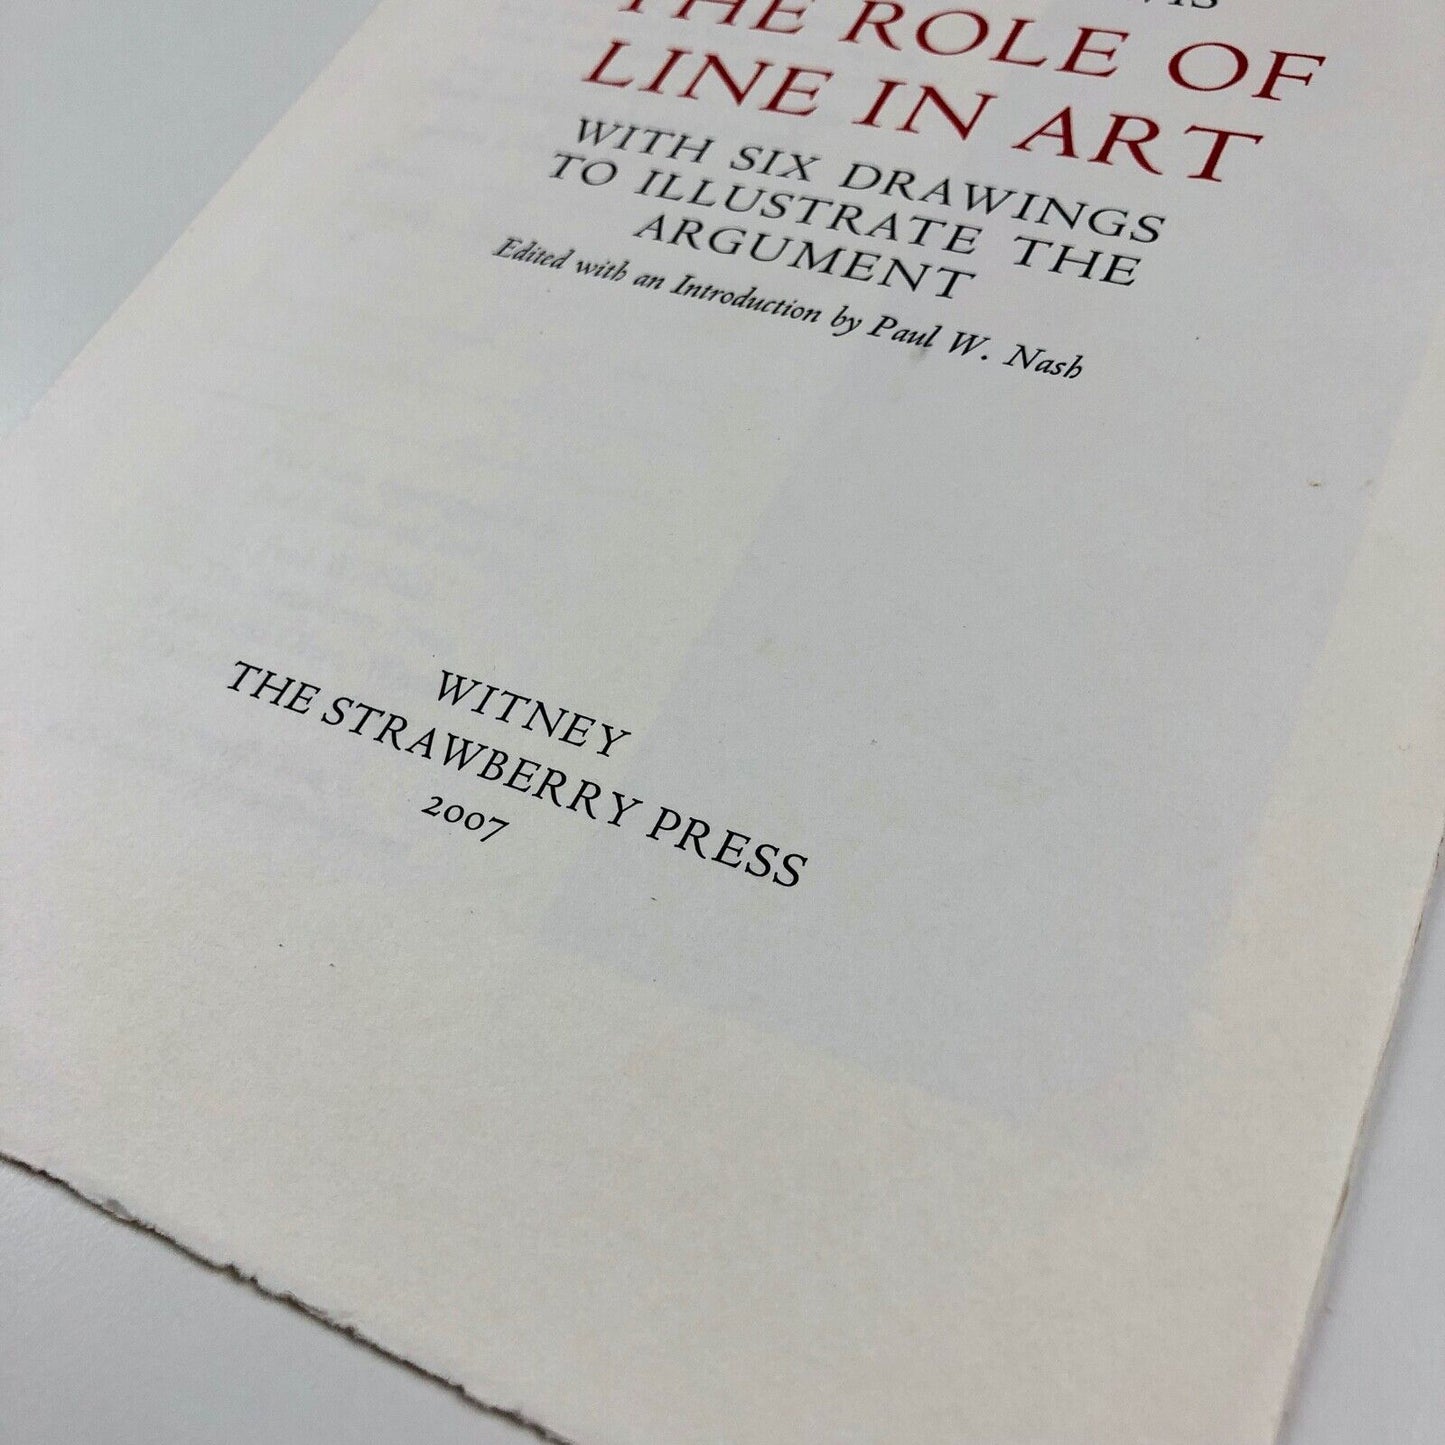 THE ROLE OF
LINE IN ART
WITH SIX DRAWINGS
TO ILLUSTRATE THE
ARGUMENT
Edited with an Introduction by Paul W. Nash
WITNEY
THE STRAWBERRY PRESS
2007